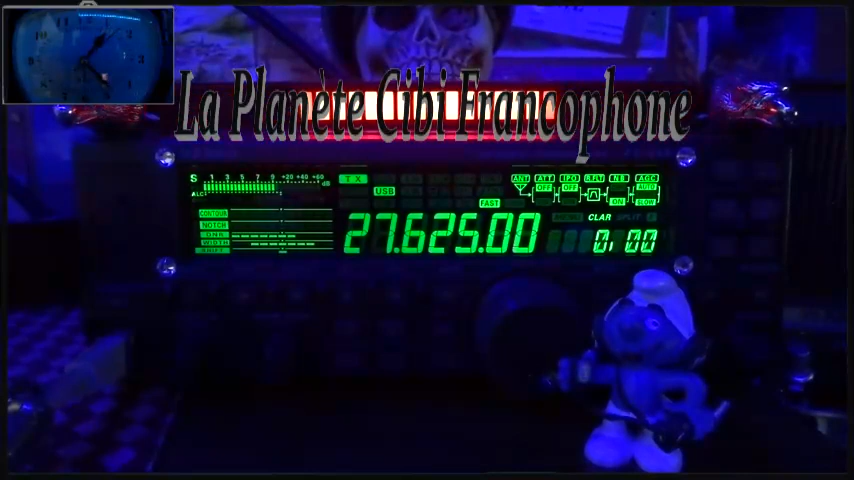 La Planète Cibi Francophone
S 1 3 5 7 9 +20 +40 +60 dB
ALC
TX
USB
FAST
ANT ATT IPO R.FLT NB AGC
OFF OFF AUTO
ON SLOW
CONTOUR
NOTCH
DNR
WIDTH
SHIFT
27.625.00
CLAR SPLIT
0.00